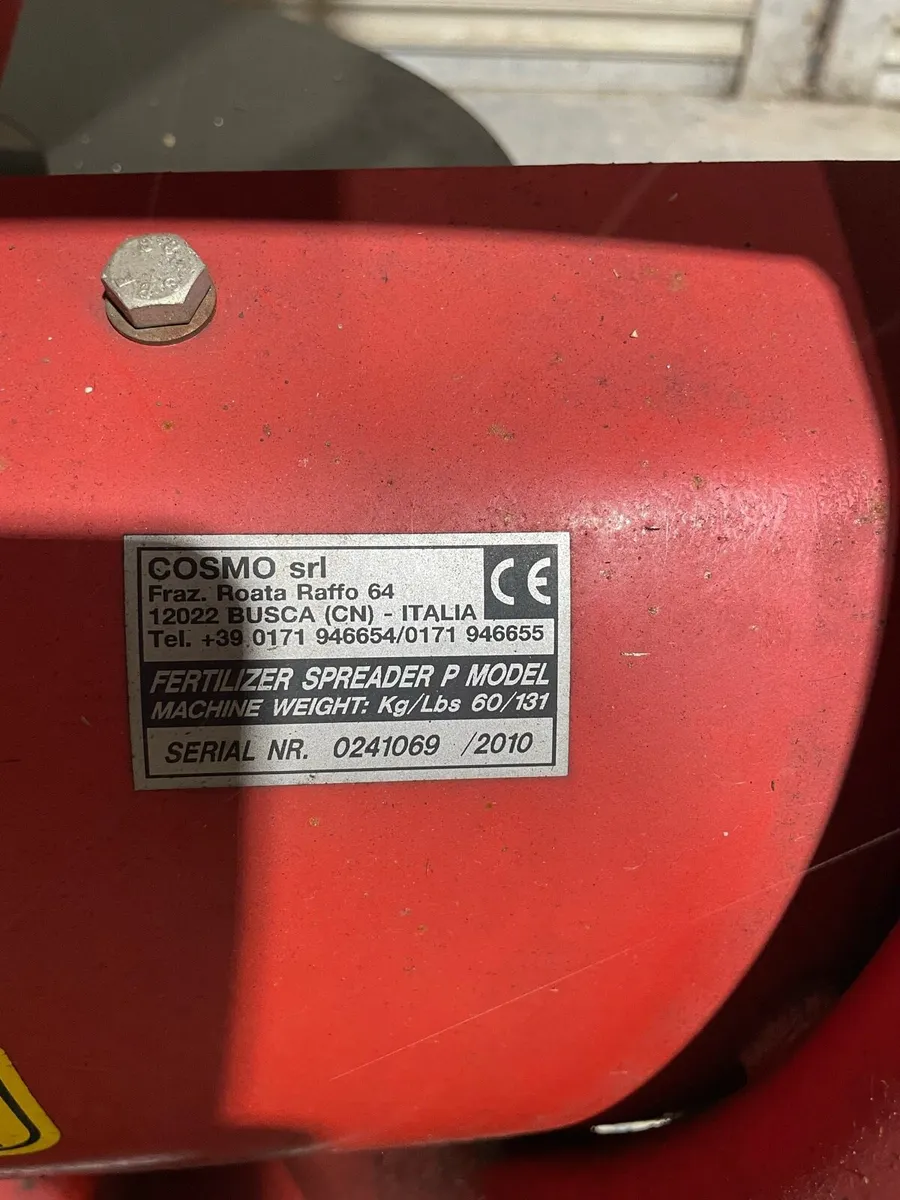 COSMO srl
CE
Fraz. Roata Raffo 64
12022 BUSCA (CN) - ITALIA
Tel. +39 0171 946654/0171 946655
FERTILIZER SPREADER P MODEL
MACHINE WEIGHT: Kg/Lbs 60/131
SERIAL NR. 0241069 /2010